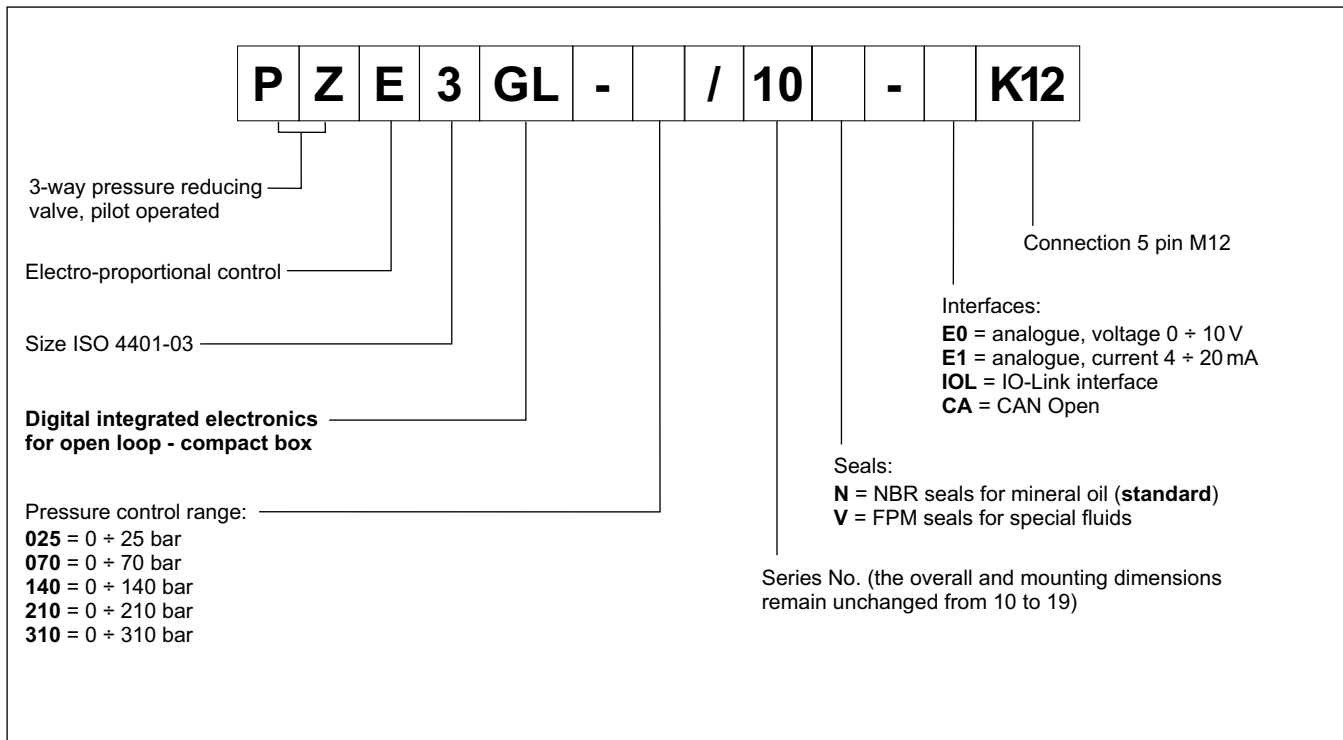 P Z E 3 GL - / 10 - K12
3-way pressure reducing
valve, pilot operated
Electro-proportional control
Size ISO 4401-03
Digital integrated electronics
for open loop - compact box
Pressure control range:
025 = 0 ÷ 25 bar
070 = 0 ÷ 70 bar
140 = 0 ÷ 140 bar
210 = 0 ÷ 210 bar
310 = 0 ÷ 310 bar
Connection 5 pin M12
Interfaces:
E0 = analogue, voltage 0 ÷ 10 V
E1 = analogue, current 4 ÷ 20 mA
IOL = IO-Link interface
CA = CAN Open
Seals:
N = NBR seals for mineral oil (standard)
V = FPM seals for special fluids
Series No. (the overall and mounting dimensions
remain unchanged from 10 to 19)